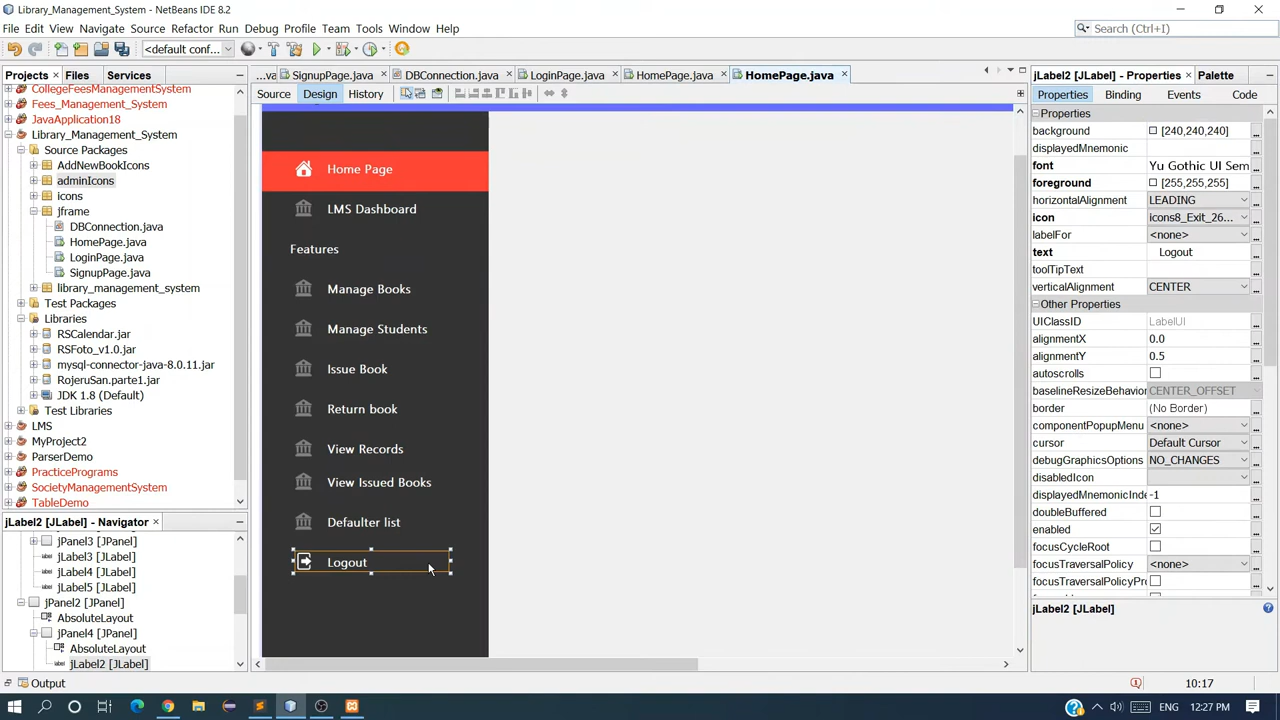 Library_Management_System - NetBeans IDE 8.2
File Edit View Navigate Source Refactor Run Debug Profile Team Tools Window Help
Search (Ctrl+I)
<default conf...
Projects Files Services
...va SignupPage.java DBConnection.java LoginPage.java HomePage.java HomePage.java
jLabel2 [JLabel] - Properties Palette
Source Design History
Properties Binding Events Code
CollegeFeesManagementSystem
Fees_Management_System
JavaApplication18
Library_Management_System
Source Packages
AddNewBookIcons
adminIcons
icons
jframe
DBConnection.java
HomePage.java
LoginPage.java
SignupPage.java
library_management_system
Test Packages
Libraries
RSCalendar.jar
RSFoto_v1.0.jar
mysql-connector-java-8.0.11.jar
RojeruSan.parte1.jar
JDK 1.8 (Default)
Test Libraries
LMS
MyProject2
ParserDemo
PracticePrograms
SocietyManagementSystem
TableDemo
jLabel2 [JLabel] - Navigator
jPanel3 [JPanel]
jLabel3 [JLabel]
jLabel4 [JLabel]
jLabel5 [JLabel]
jPanel2 [JPanel]
AbsoluteLayout
jPanel4 [JPanel]
AbsoluteLayout
jLabel2 [JLabel]
Home Page
LMS Dashboard
Features
Manage Books
Manage Students
Issue Book
Return book
View Records
View Issued Books
Defaulter list
Logout
Properties
background [240,240,240]
displayedMnemonic
font Yu Gothic UI Sem
foreground [255,255,255]
horizontalAlignment LEADING
icon icons8_Exit_26...
labelFor <none>
text Logout
toolTipText
verticalAlignment CENTER
Other Properties
UIClassID LabelUI
alignmentX 0.0
alignmentY 0.5
autoscrolls
baselineResizeBehavior CENTER_OFFSET
border (No Border)
componentPopupMenu <none>
cursor Default Cursor
debugGraphicsOptions NO_CHANGES
disabledIcon
displayedMnemonicInde -1
doubleBuffered
enabled
focusCycleRoot
focusTraversalPolicy <none>
focusTraversalPolicyPro
jLabel2 [JLabel]
Output
10:17
ENG 12:27 PM